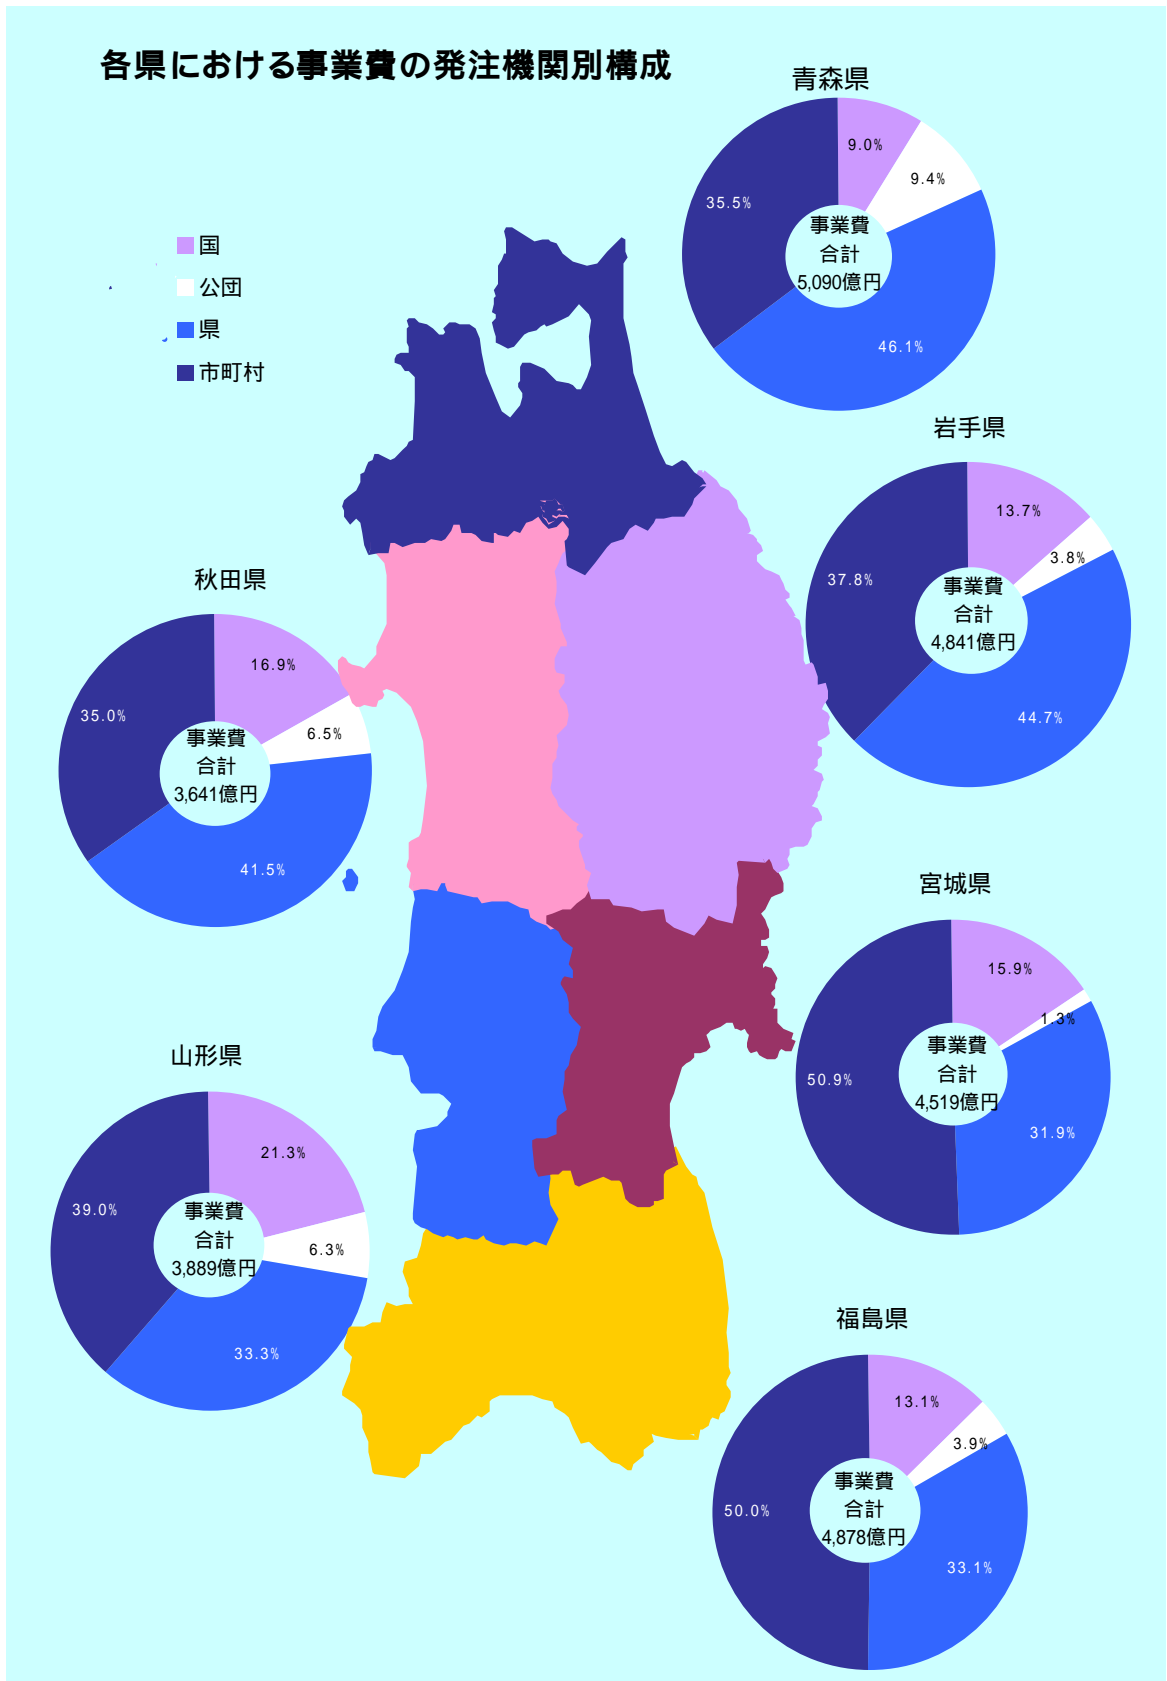 各県における事業費の発注機関別構成
国
公団
県
市町村
青森県
9.0%
9.4%
35.5%
46.1%
事業費
合計
5,090億円
岩手県
13.7%
3.8%
37.8%
44.7%
事業費
合計
4,841億円
秋田県
16.9%
6.5%
35.0%
41.5%
事業費
合計
3,641億円
宮城県
15.9%
1.3%
50.9%
31.9%
事業費
合計
4,519億円
山形県
21.3%
6.3%
39.0%
33.3%
事業費
合計
3,889億円
福島県
13.1%
3.9%
50.0%
33.1%
事業費
合計
4,878億円